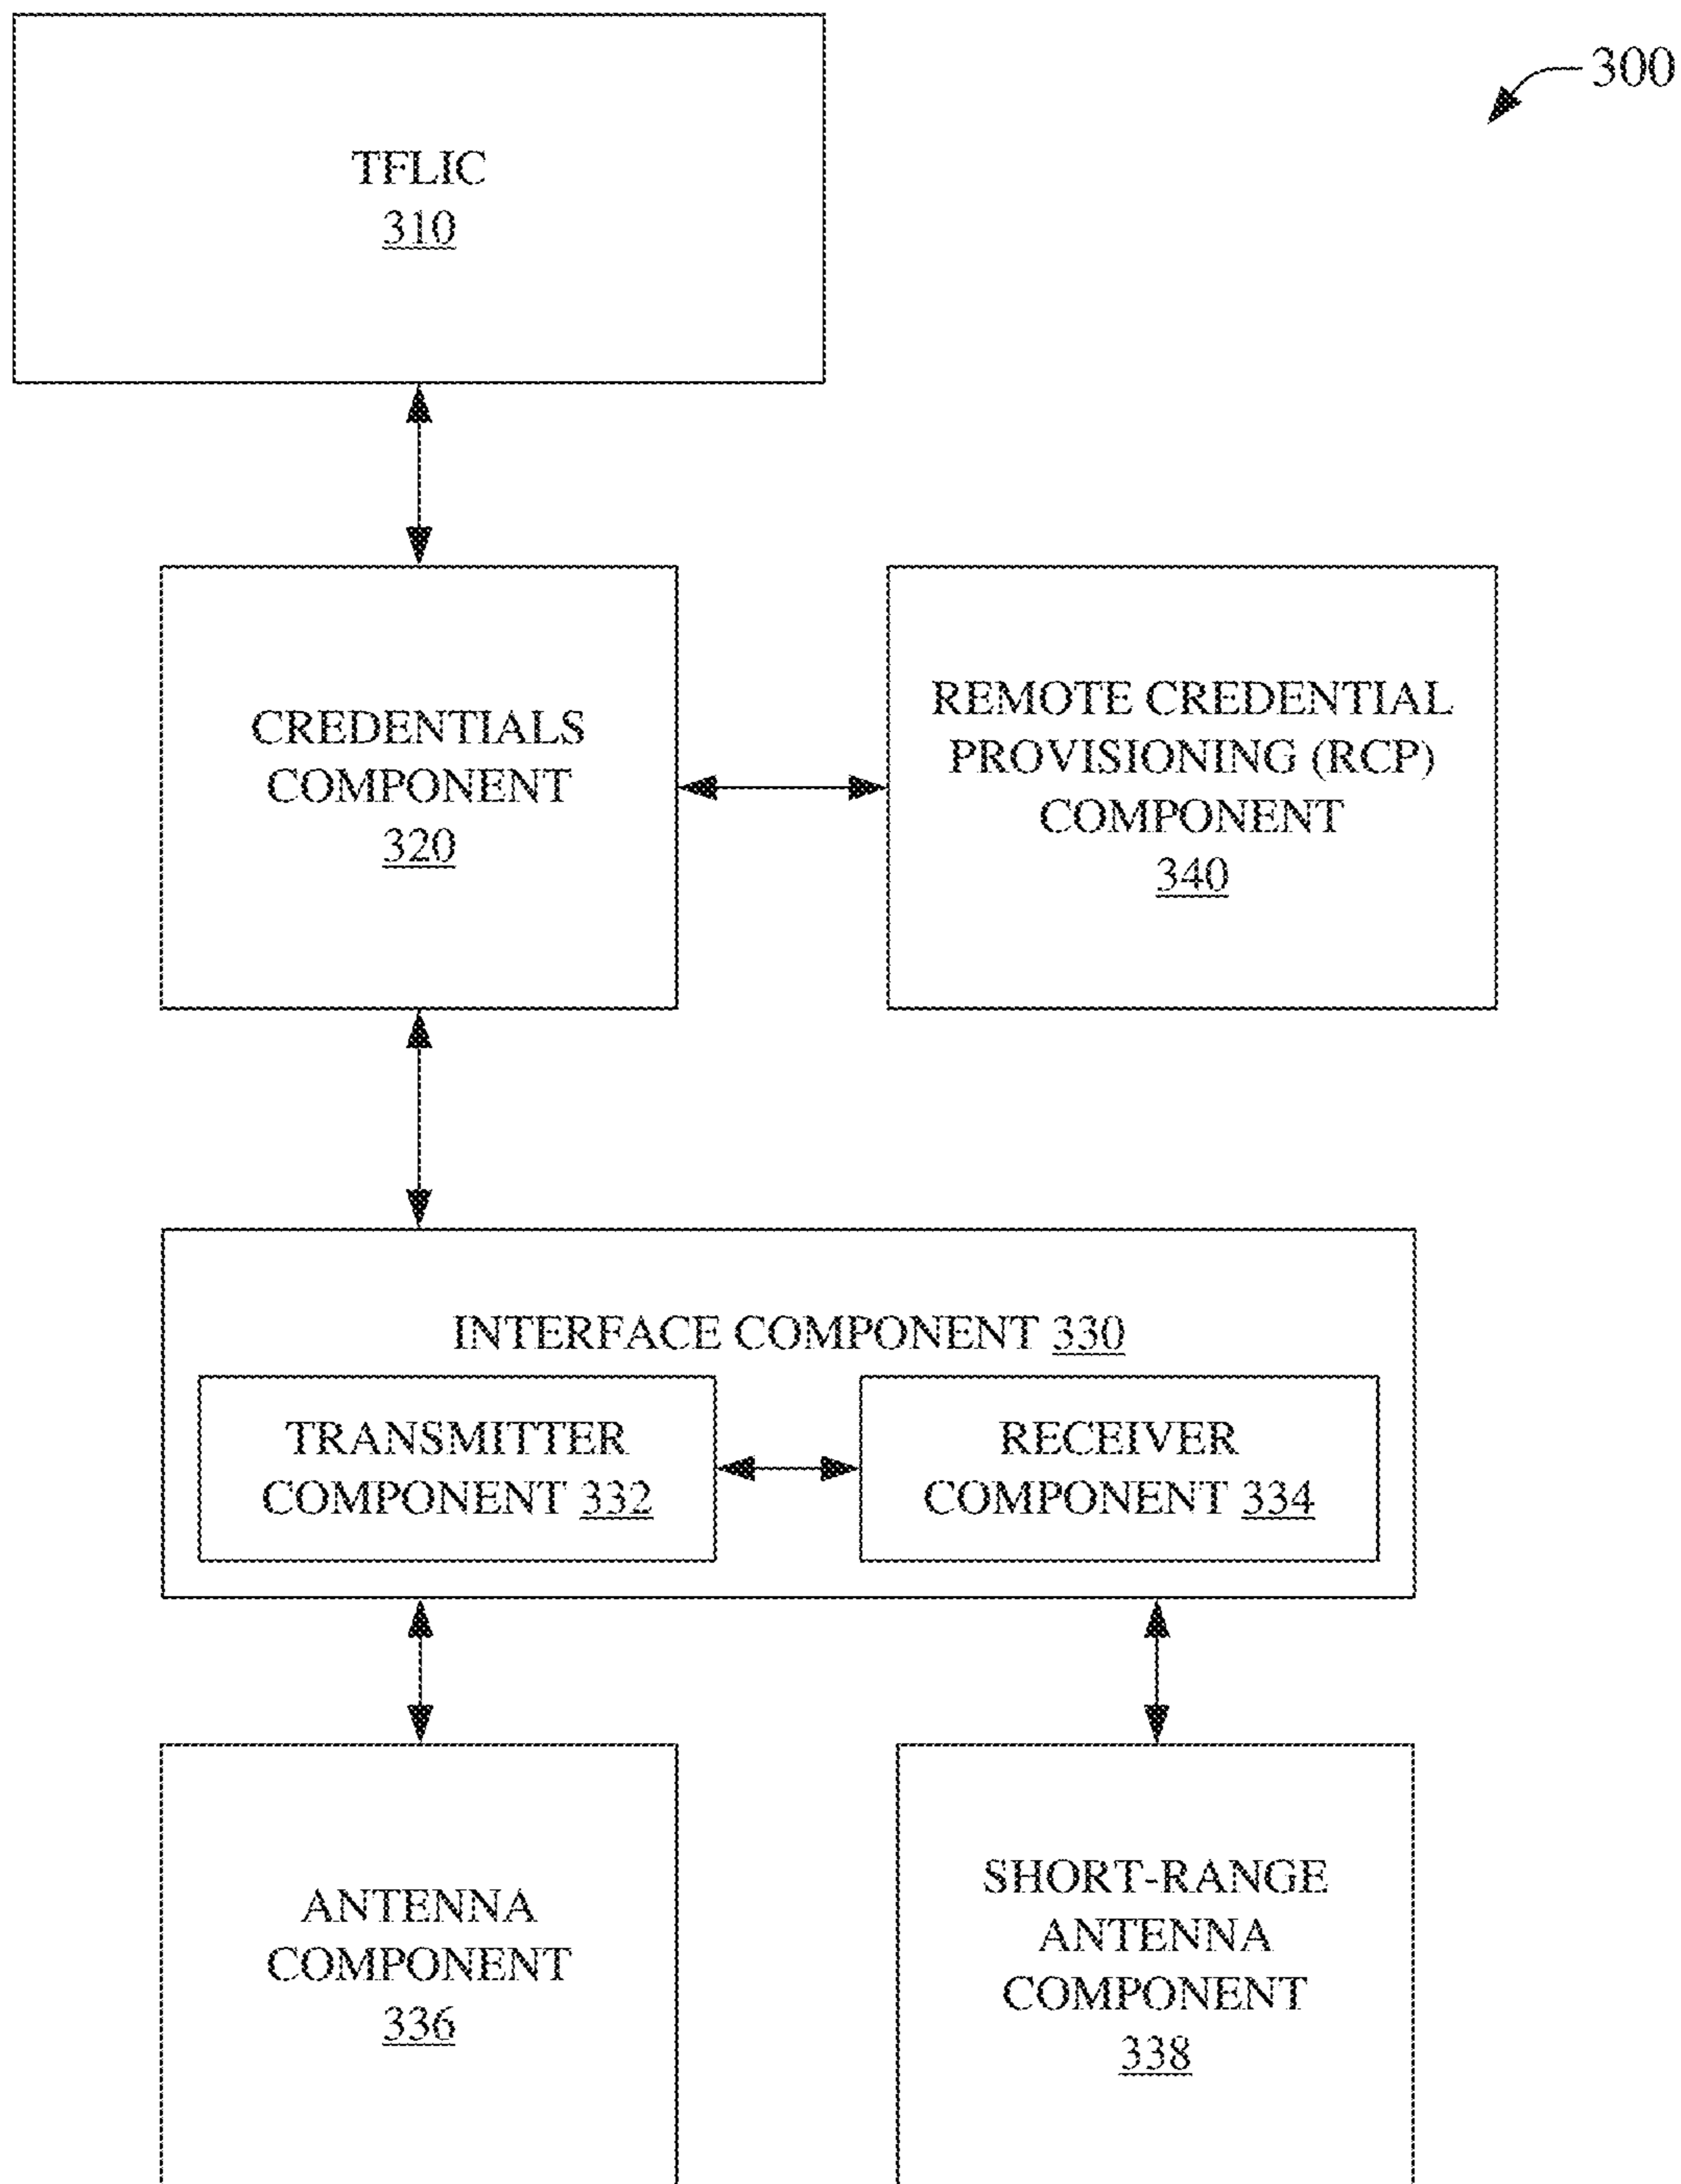 300
TFLIC
310
CREDENTIALS
COMPONENT
320
REMOTE CREDENTIAL
PROVISIONING (RCP)
COMPONENT
340
INTERFACE COMPONENT 330
TRANSMITTER
COMPONENT 332
RECEIVER
COMPONENT 334
ANTENNA
COMPONENT
336
SHORT-RANGE
ANTENNA
COMPONENT
338